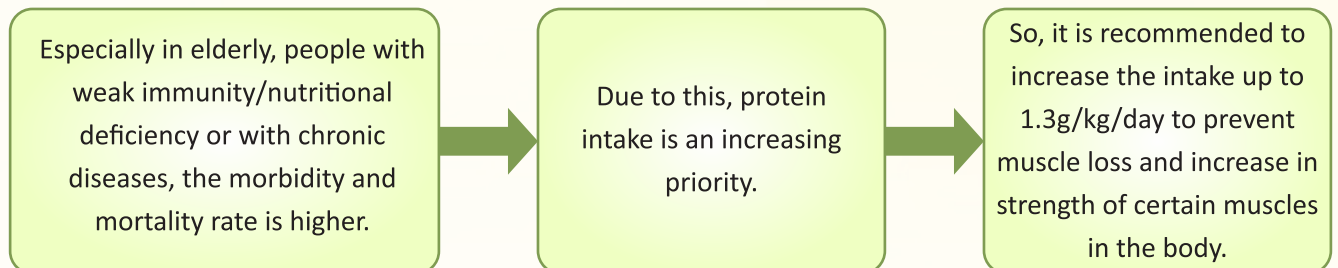 Especially in elderly, people with
weak immunity/nutritional
deficiency or with chronic
diseases, the morbidity and
mortality rate is higher.
Due to this, protein
intake is an increasing
priority.
So, it is recommended to
increase the intake up to
1.3g/kg/day to prevent
muscle loss and increase in
strength of certain muscles
in the body.